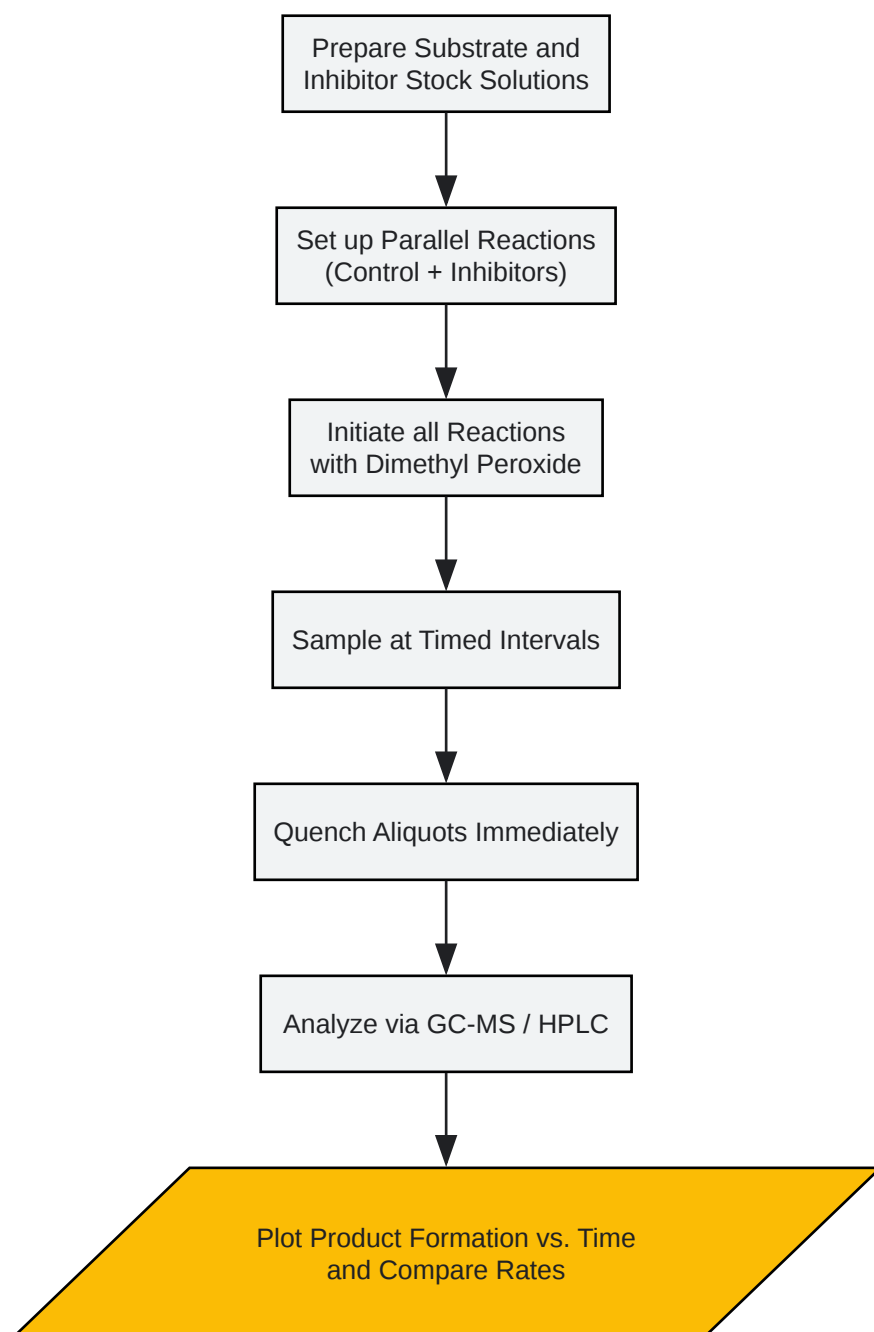 Prepare Substrate and
Inhibitor Stock Solutions
Set up Parallel Reactions
(Control + Inhibitors)
Initiate all Reactions
with Dimethyl Peroxide
Sample at Timed Intervals
Quench Aliquots Immediately
Analyze via GC-MS / HPLC
Plot Product Formation vs. Time
and Compare Rates